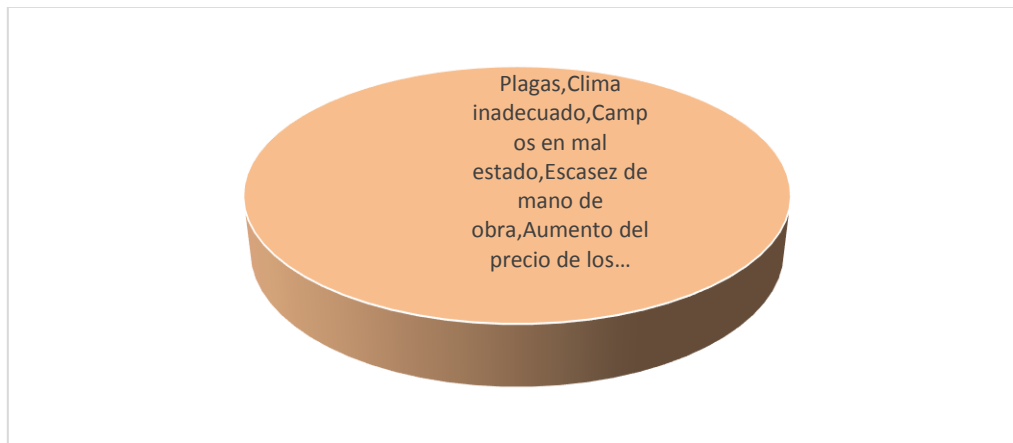 Plagas,Clima
inadecuado,Camp
os en mal
estado,Escasez de
mano de
obra,Aumento del
precio de los...